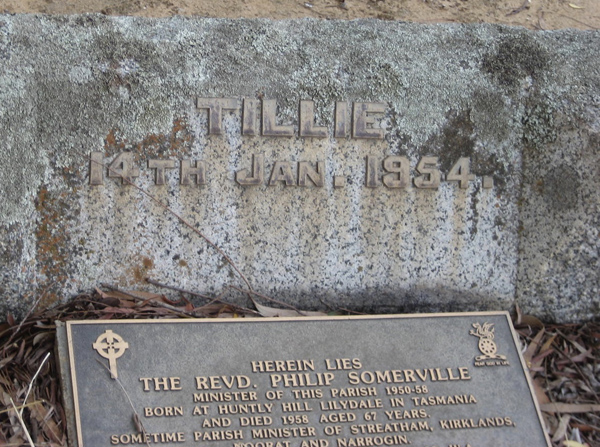 TILLIE
14TH JAN. 1954.
HEREIN LIES
THE REVD. PHILIP SOMERVILLE
MINISTER OF THIS PARISH 1950-58
BORN AT HUNTLY HILL LILYDALE IN TASMANIA
AND DIED 1958 AGED 67 YEARS.
SOMETIME PARISH MINISTER OF STREATHAM, KIRKLANDS,
NOORAT AND NARROGIN.